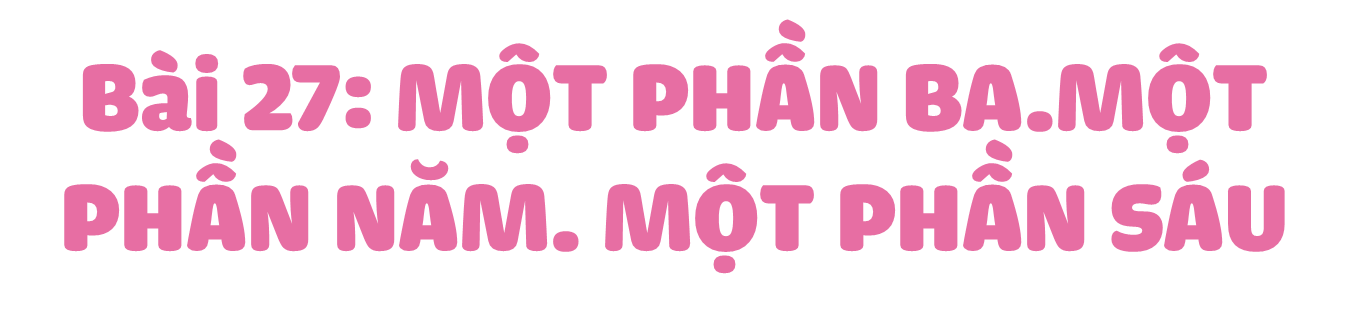 Bài 27: MỘT PHẦN BA.MỘT
PHẦN NĂM. MỘT PHẦN SÁU